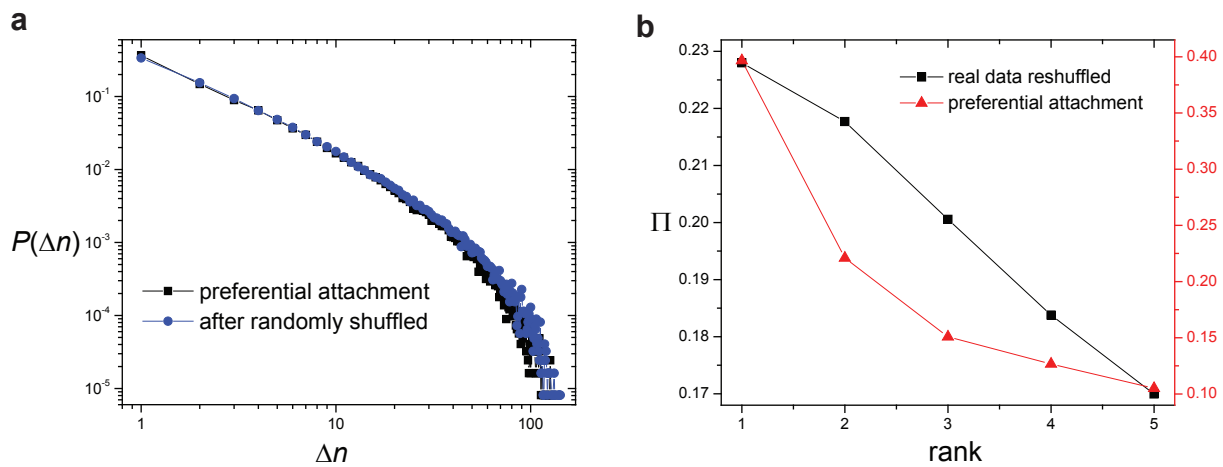 a
10⁻¹
10⁻²
10⁻³
10⁻⁴
10⁻⁵
P(Δn)
preferential attachment
after randomly shuffled
1 10 100
Δn
b
0.23
0.22
0.21
0.20
0.19
0.18
0.17
Π
real data reshuffled
preferential attachment
0.40
0.35
0.30
0.25
0.20
0.15
0.10
1 2 3 4 5
rank